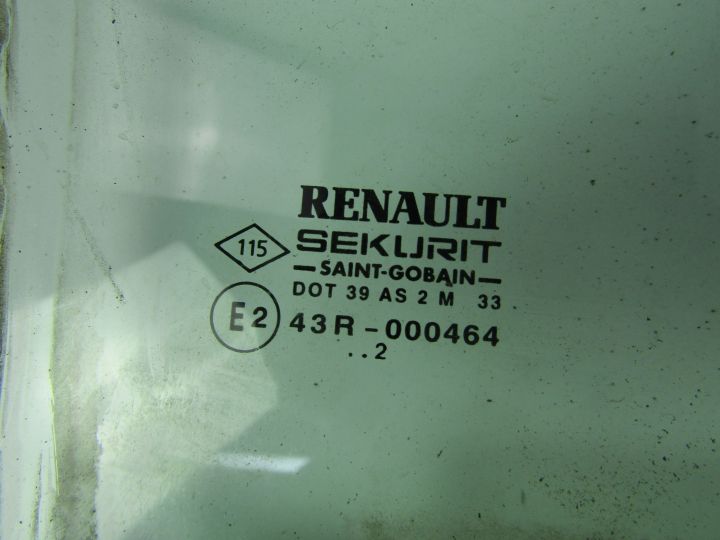 RENAULT
115 SEKURIT
SAINT-GOBAIN
DOT 39 AS 2 M 33
E2 43R-000464
..2